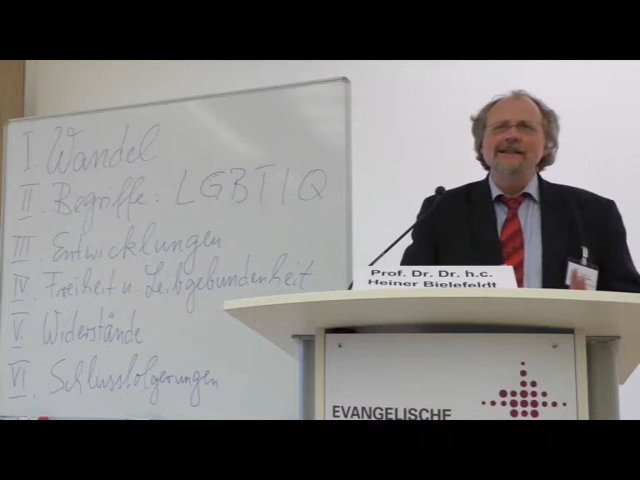 I. Wandel
II. Begriffe: LGBTIQ
III. Entwicklungen
IV. Freiheit u. Leibgebundenheit
V. Widerstände
VI. Schlussfolgerungen
Prof. Dr. Dr. h.c.
Heiner Bielefeldt
EVANGELISCHE